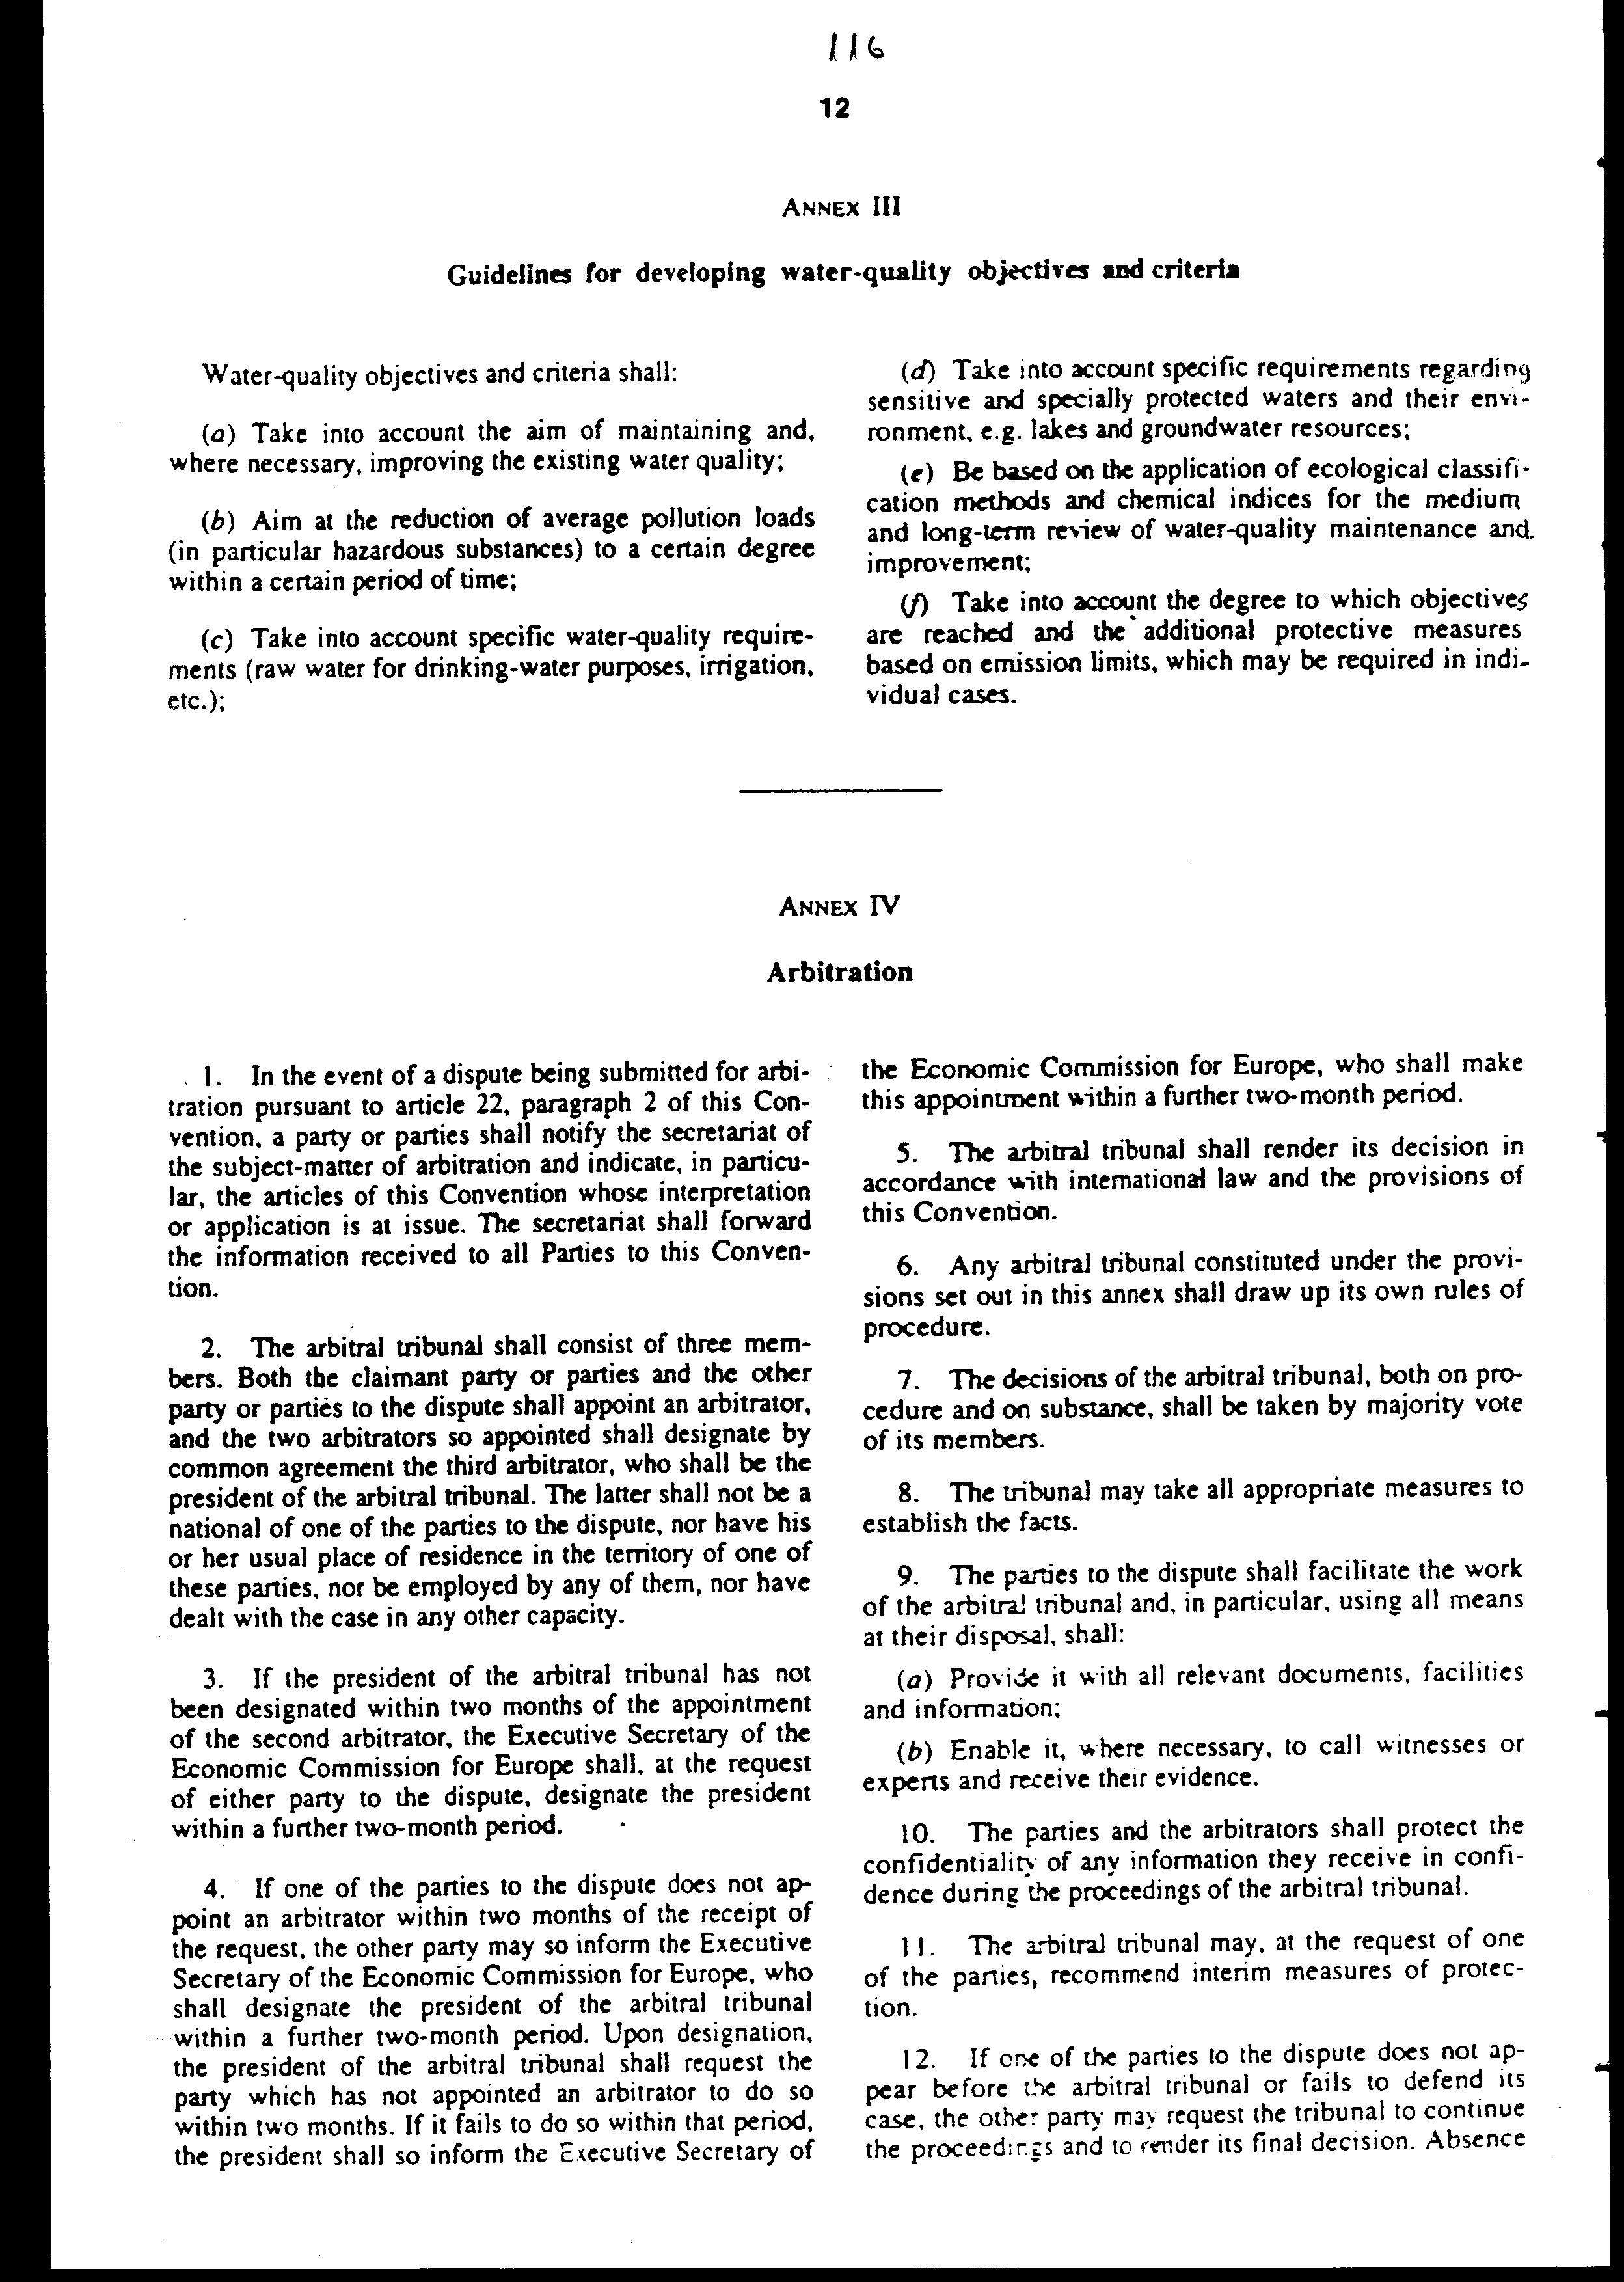 116
12
ANNEX III
Guidelines for developing water-quality objectives and criteria
Water-quality objectives and criteria shall:
(a) Take into account the aim of maintaining and,
where necessary, improving the existing water quality;
(b) Aim at the reduction of average pollution loads
(in particular hazardous substances) to a certain degree
within a certain period of time;
(c) Take into account specific water-quality require-
ments (raw water for drinking-water purposes, irrigation,
etc.);
(d) Take into account specific requirements regarding
sensitive and specially protected waters and their envi-
ronment, e.g. lakes and groundwater resources;
(e) Be based on the application of ecological classifi-
cation methods and chemical indices for the medium
and long-term review of water-quality maintenance and
improvement;
(f) Take into account the degree to which objectives
are reached and the additional protective measures
based on emission limits, which may be required in indi-
vidual cases.
ANNEX IV
Arbitration
1. In the event of a dispute being submitted for arbi-
tration pursuant to article 22, paragraph 2 of this Con-
vention, a party or parties shall notify the secretariat of
the subject-matter of arbitration and indicate, in particu-
lar, the articles of this Convention whose interpretation
or application is at issue. The secretariat shall forward
the information received to all Parties to this Conven-
tion.
2. The arbitral tribunal shall consist of three mem-
bers. Both the claimant party or parties and the other
party or parties to the dispute shall appoint an arbitrator,
and the two arbitrators so appointed shall designate by
common agreement the third arbitrator, who shall be the
president of the arbitral tribunal. The latter shall not be a
national of one of the parties to the dispute, nor have his
or her usual place of residence in the territory of one of
these parties, nor be employed by any of them, nor have
dealt with the case in any other capacity.
3. If the president of the arbitral tribunal has not
been designated within two months of the appointment
of the second arbitrator, the Executive Secretary of the
Economic Commission for Europe shall, at the request
of either party to the dispute, designate the president
within a further two-month period.
4. If one of the parties to the dispute does not ap-
point an arbitrator within two months of the receipt of
the request, the other party may so inform the Executive
Secretary of the Economic Commission for Europe, who
shall designate the president of the arbitral tribunal
within a further two-month period. Upon designation,
the president of the arbitral tribunal shall request the
party which has not appointed an arbitrator to do so
within two months. If it fails to do so within that period,
the president shall so inform the Executive Secretary of
the Economic Commission for Europe, who shall make
this appointment within a further two-month period.
5. The arbitral tribunal shall render its decision in
accordance with international law and the provisions of
this Convention.
6. Any arbitral tribunal constituted under the provi-
sions set out in this annex shall draw up its own rules of
procedure.
7. The decisions of the arbitral tribunal, both on pro-
cedure and on substance, shall be taken by majority vote
of its members.
8. The tribunal may take all appropriate measures to
establish the facts.
9. The parties to the dispute shall facilitate the work
of the arbitral tribunal and, in particular, using all means
at their disposal, shall:
(a) Provide it with all relevant documents, facilities
and information;
(b) Enable it, where necessary, to call witnesses or
experts and receive their evidence.
10. The parties and the arbitrators shall protect the
confidentiality of any information they receive in confi-
dence during the proceedings of the arbitral tribunal.
11. The arbitral tribunal may, at the request of one
of the parties, recommend interim measures of protec-
tion.
12. If one of the parties to the dispute does not ap-
pear before the arbitral tribunal or fails to defend its
case, the other party may request the tribunal to continue
the proceedings and to render its final decision. Absence